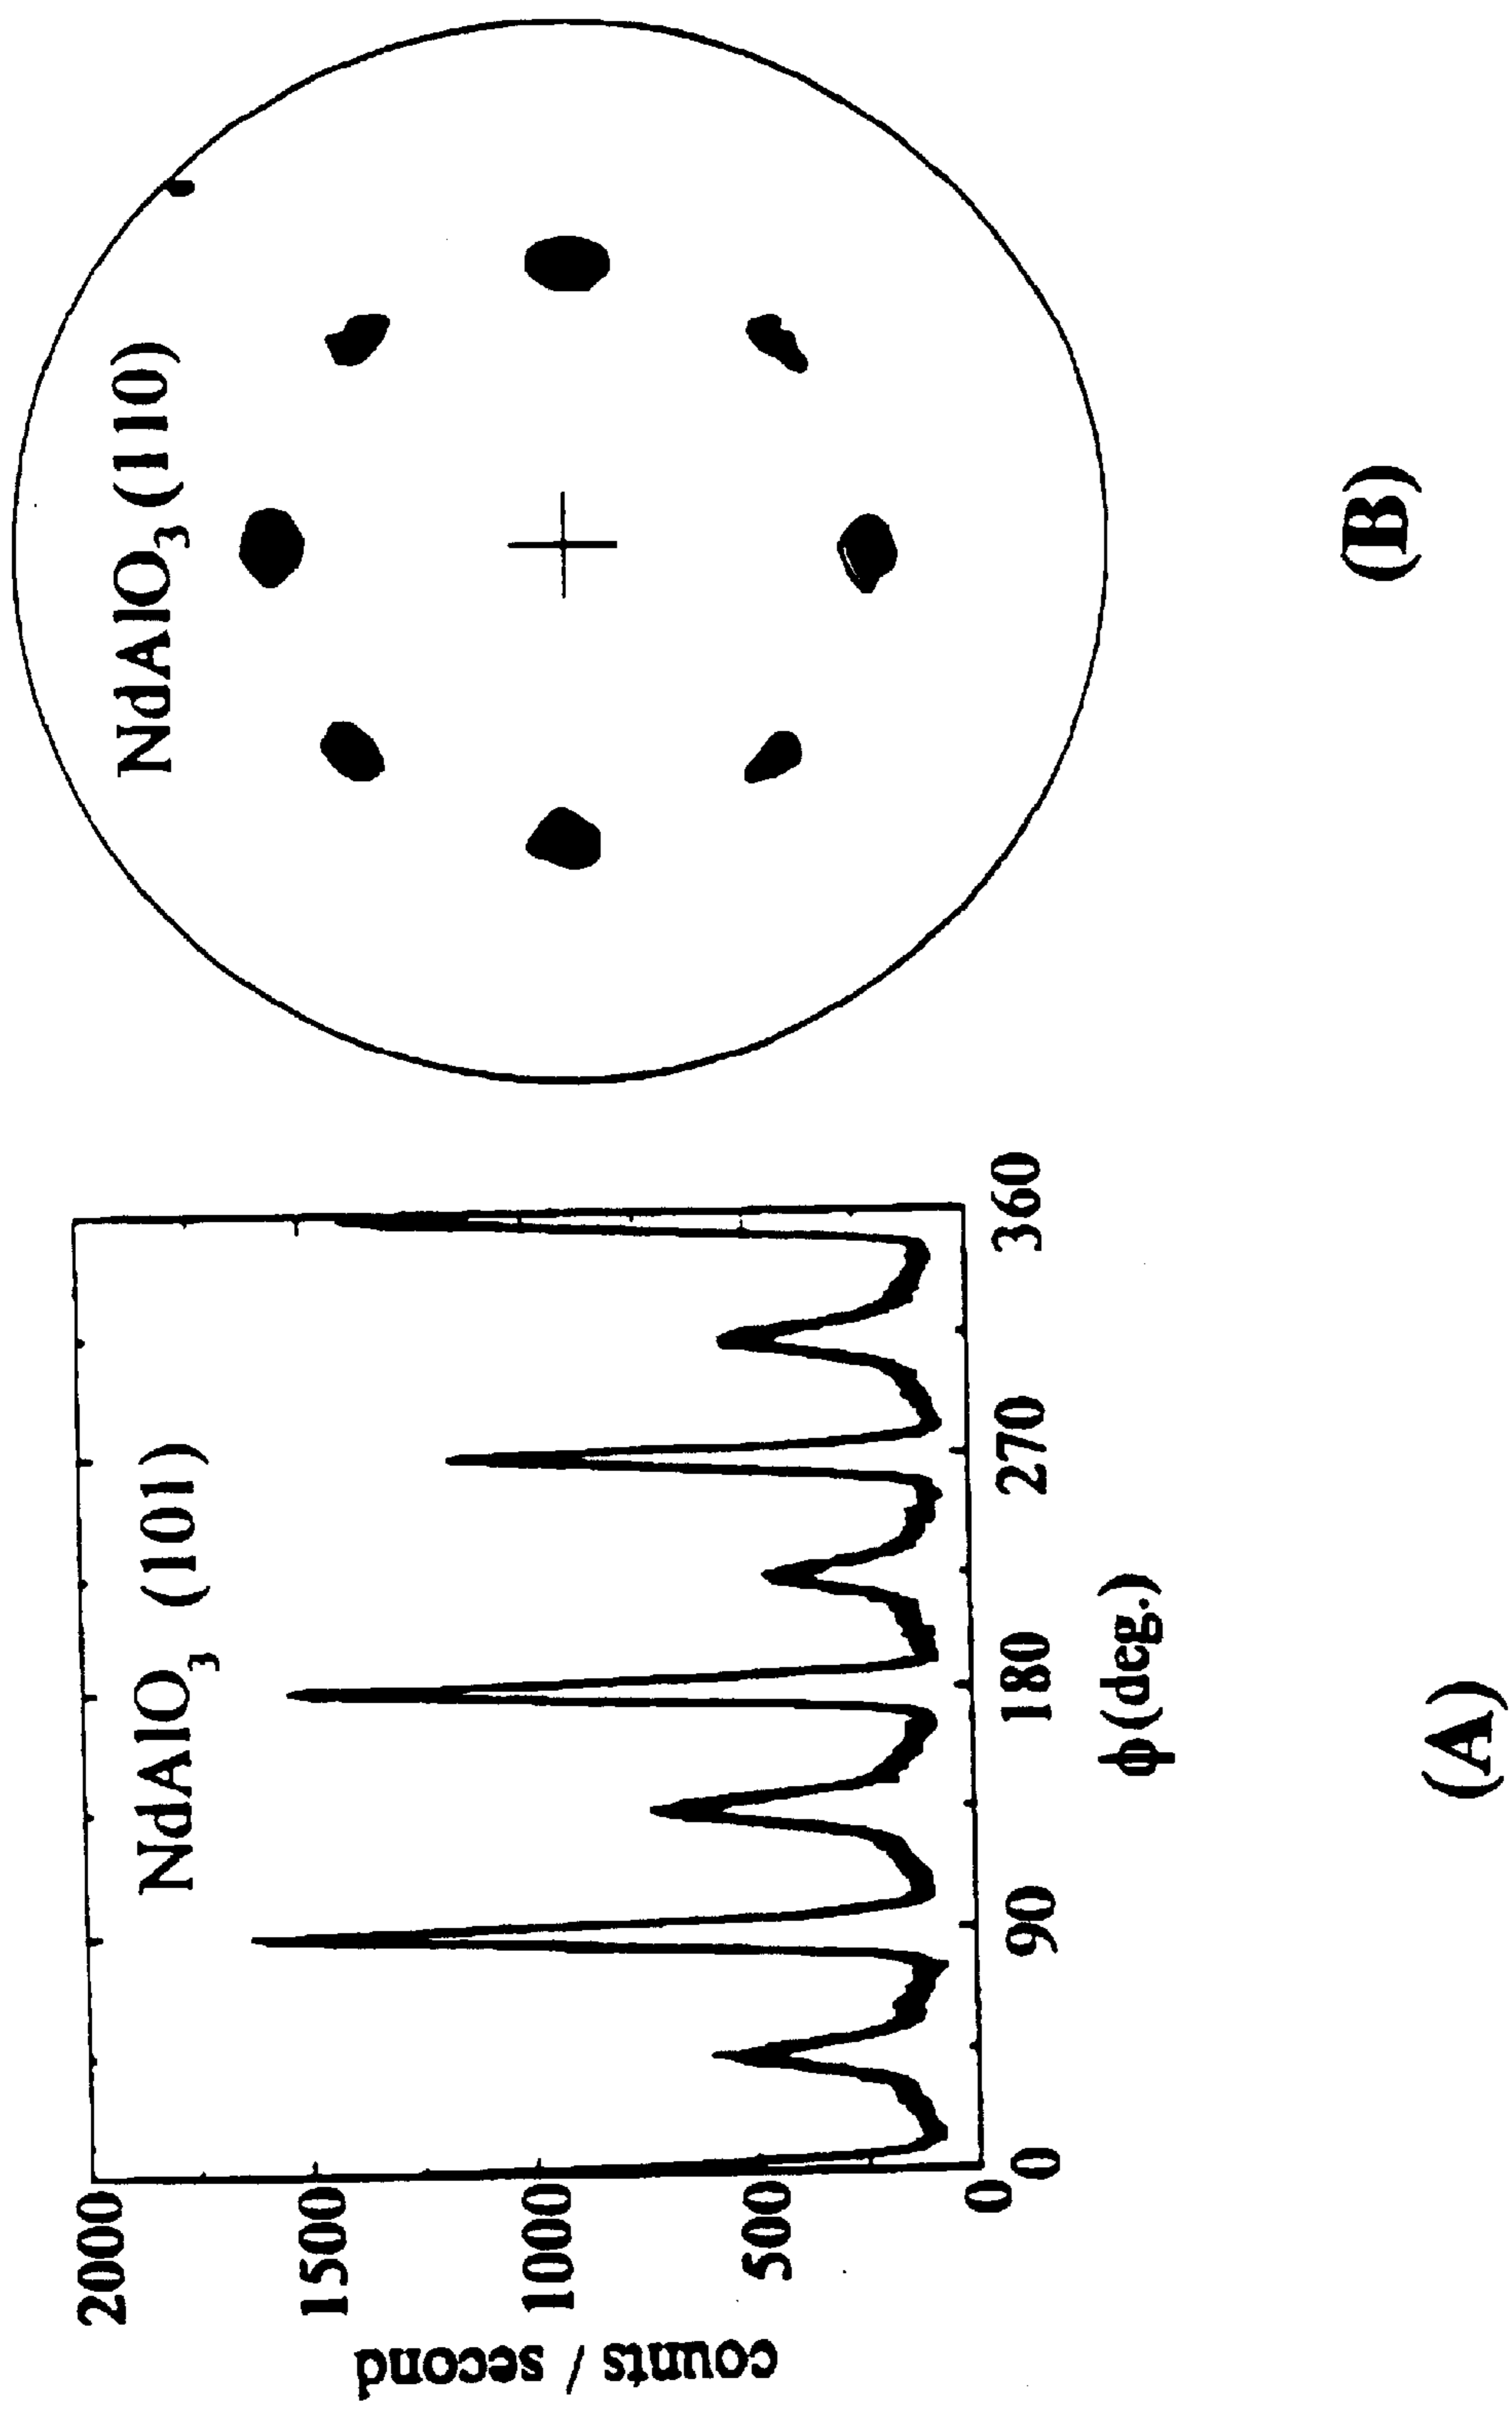 NdAlO3 (101)
2000
1500
1000
500
0
counts / second
0
90
180
270
360
ϕ(deg.)
(A)
NdAlO3 (110)
(B)